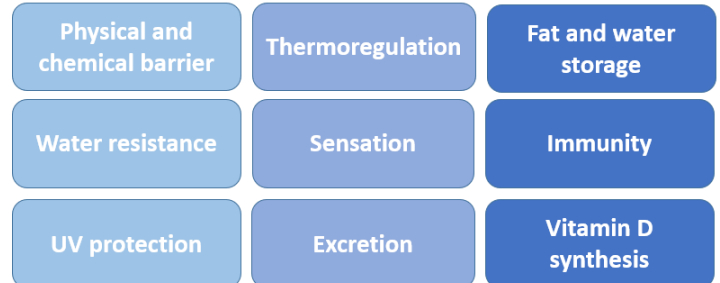 Physical and
chemical barrier
Thermoregulation
Fat and water
storage
Water resistance
Sensation
Immunity
UV protection
Excretion
Vitamin D
synthesis